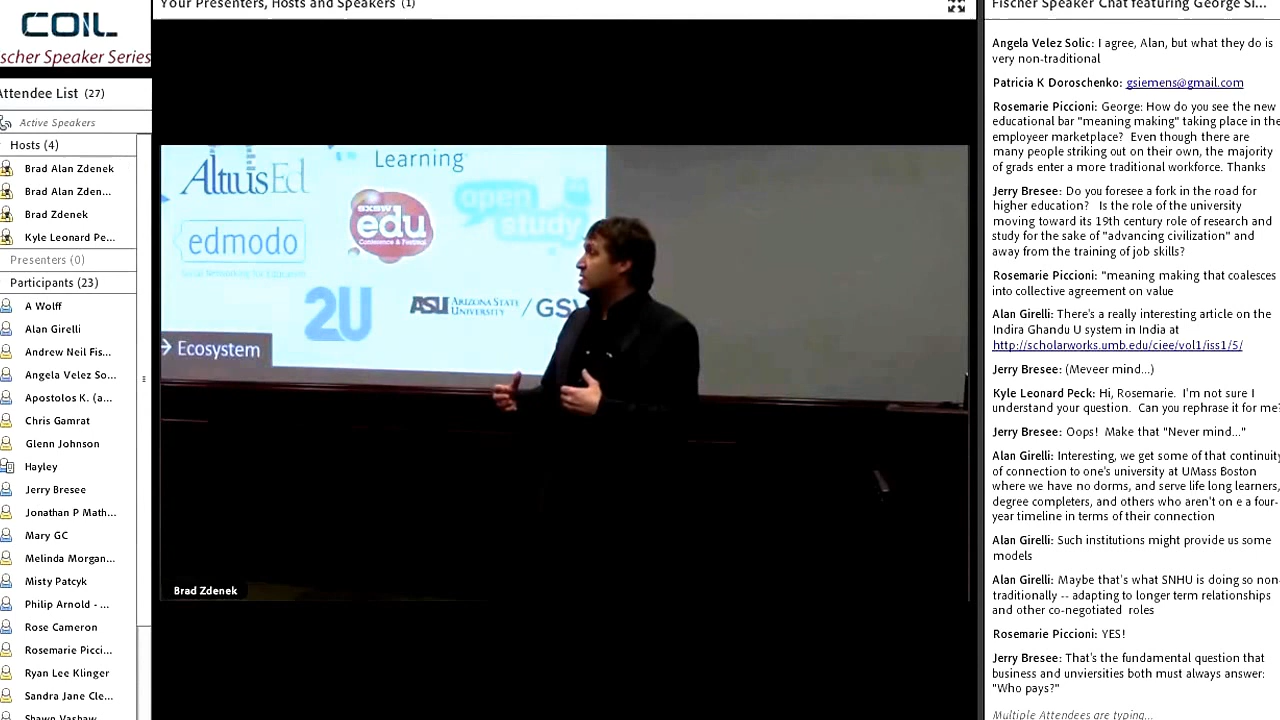 COIL
scher Speaker Series
Attendee List (27)
Active Speakers
Hosts (4)
Brad Alan Zdenek
Brad Alan Zden...
Brad Zdenek
Kyle Leonard Pe...
Presenters (0)
Participants (23)
A Wolff
Alan Girelli
Andrew Neil Fis...
Angela Velez So...
Apostolos K. (a...
Chris Gamrat
Glenn Johnson
Hayley
Jerry Bresee
Jonathan P Math...
Mary GC
Melinda Morgan...
Misty Patcyk
Philip Arnold - ...
Rose Cameron
Rosemarie Picci...
Ryan Lee Klinger
Sandra Jane Cle...
Shawn Vashaw
Your Presenters, Hosts and Speakers (1)
Learning
AltiusEd
sxsw
edu
Conference & Festival
open
study
edmodo
Social Networking for Education
2U
ASU ARIZONA STATE
UNIVERSITY / GSV
Ecosystem
Brad Zdenek
Fischer Speaker Chat featuring George Si...
Angela Velez Solic: I agree, Alan, but what they do is
very non-traditional
Patricia K Doroschenko: gsiemens@gmail.com
Rosemarie Piccioni: George: How do you see the new
educational bar "meaning making" taking place in the
employeer marketplace? Even though there are
many people striking out on their own, the majority
of grads enter a more traditional workforce. Thanks
Jerry Bresee: Do you foresee a fork in the road for
higher education? Is the role of the university
moving toward its 19th century role of research and
study for the sake of "advancing civilization" and
away from the training of job skills?
Rosemarie Piccioni: "meaning making that coalesces
into collective agreement on value
Alan Girelli: There's a really interesting article on the
Indira Ghandu U system in India at
http://scholarworks.umb.edu/ciee/vol1/iss1/5/
Jerry Bresee: (Meveer mind...)
Kyle Leonard Peck: Hi, Rosemarie. I'm not sure I
understand your question. Can you rephrase it for me?
Jerry Bresee: Oops! Make that "Never mind..."
Alan Girelli: Interesting, we get some of that continuity
of connection to one's university at UMass Boston
where we have no dorms, and serve life long learners,
degree completers, and others who aren't on e a four-
year timeline in terms of their connection
Alan Girelli: Such institutions might provide us some
models
Alan Girelli: Maybe that's what SNHU is doing so non-
traditionally -- adapting to longer term relationships
and other co-negotiated roles
Rosemarie Piccioni: YES!
Jerry Bresee: That's the fundamental question that
business and unviersities both must always answer:
"Who pays?"
Multiple Attendees are typing...